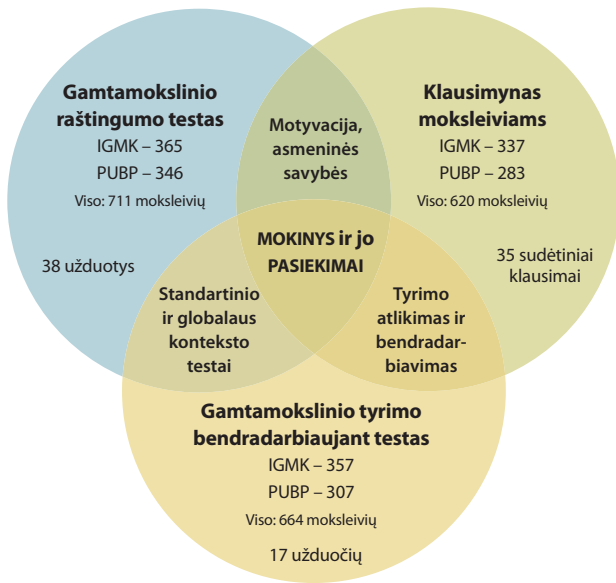 Gamtamokslinio
raštingumo testas
IGMK – 365
PUBP – 346
Viso: 711 moksleivių
38 užduotys
Motyvacija,
asmeninės
savybės
Klausimynas
moksleiviams
IGMK – 337
PUBP – 283
Viso: 620 moksleivių
35 sudėtiniai
klausimai
MOKINYS ir jo
PASIEKIMAI
Standartinio
ir globalaus
konteksto
testai
Tyrimo
atlikimas ir
bendradar-
biavimas
Gamtamokslinio tyrimo
bendradarbiaujant testas
IGMK – 357
PUBP – 307
Viso: 664 moksleivių
17 užduočių